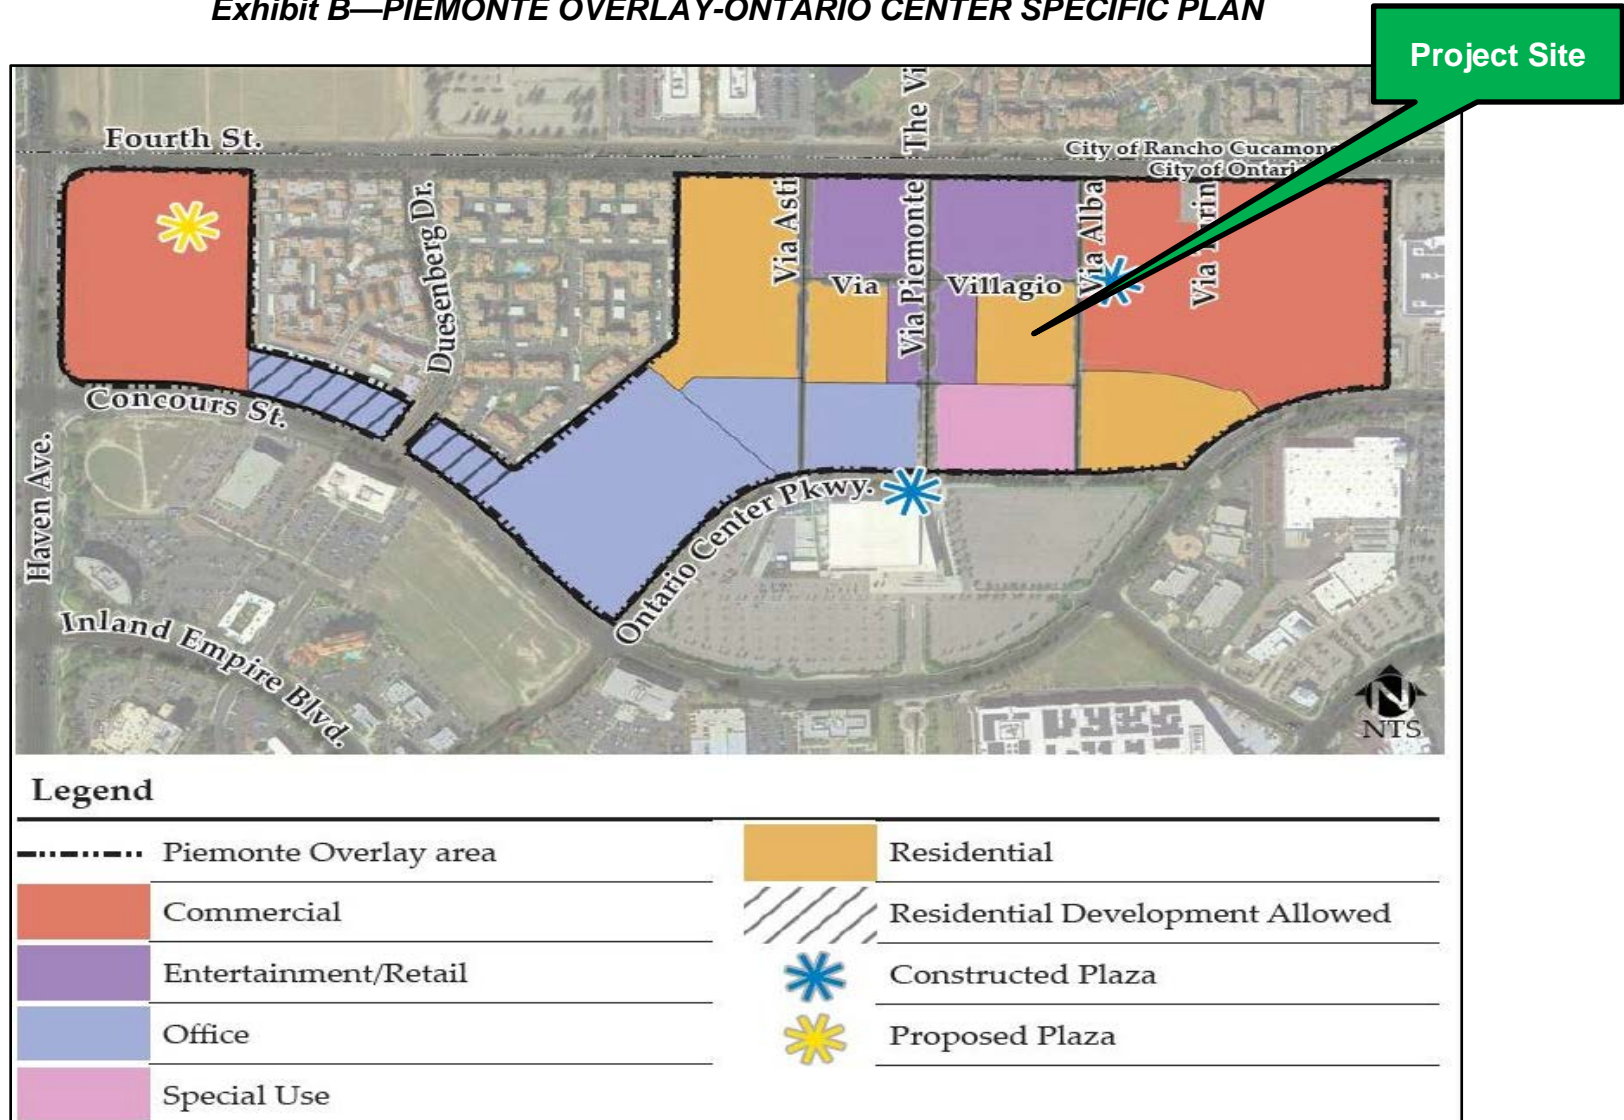 Exhibit B—PIEMONTE OVERLAY-ONTARIO CENTER SPECIFIC PLAN
Project Site
Fourth St.
The Vi
City of Rancho Cucamon
City of Ontari
Duesenberg Dr.
Via Asti
Via Piemonte
Via Alba
Via
Via
Villagio
Concours St.
Haven Ave.
Ontario Center Pkwy.
Inland Empire Blvd.
N
NTS
Legend
Piemonte Overlay area
Residential
Commercial
Residential Development Allowed
Entertainment/Retail
Constructed Plaza
Office
Proposed Plaza
Special Use